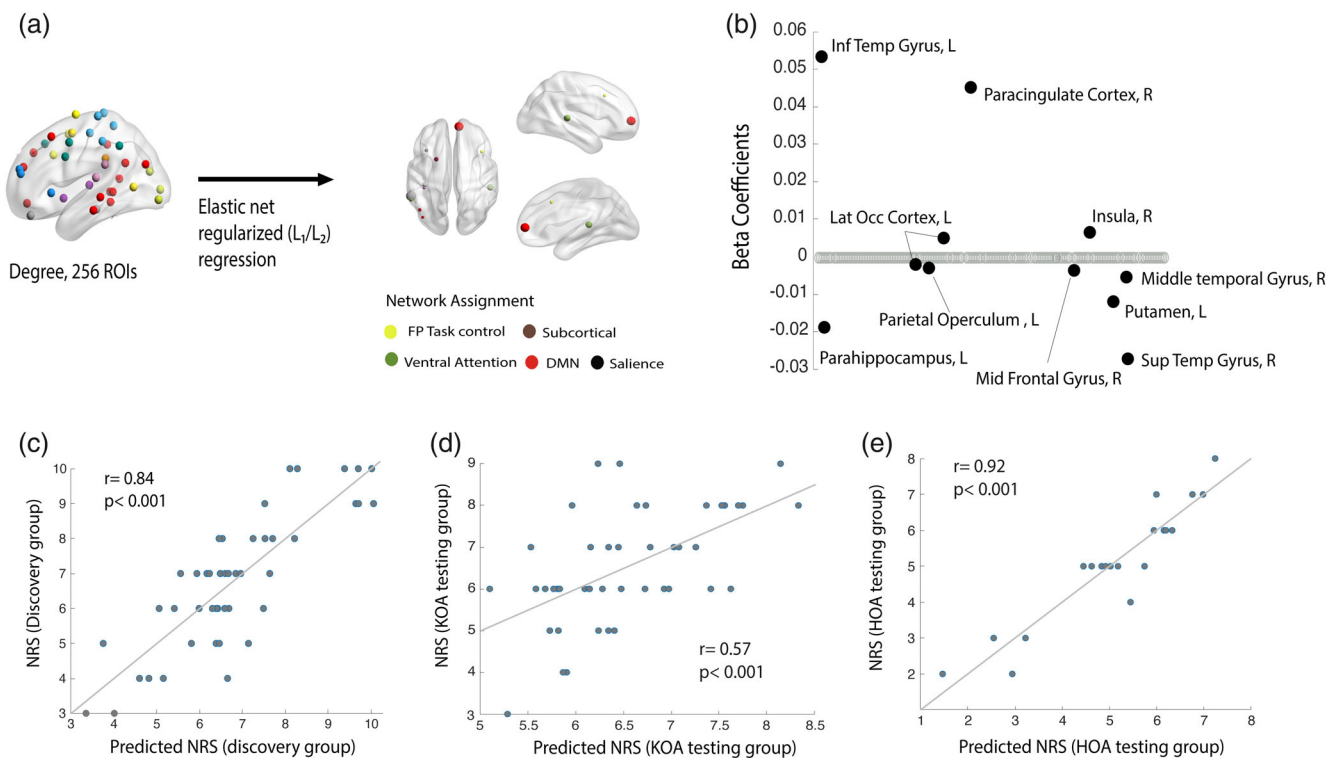 (a)
Degree, 256 ROIs
Elastic net
regularized (L₁/L₂)
regression
Network Assignment
FP Task control
Subcortical
Ventral Attention
DMN
Salience
(b)
Beta Coefficients
0.06
0.05
0.04
0.03
0.02
0.01
0
-0.01
-0.02
-0.03
Inf Temp Gyrus, L
Paracingulate Cortex, R
Lat Occ Cortex, L
Insula, R
Middle temporal Gyrus, R
Parietal Operculum , L
Putamen, L
Parahippocampus, L
Mid Frontal Gyrus, R
Sup Temp Gyrus, R
(c)
NRS (Discovery group)
10
9
8
7
6
5
4
3
r= 0.84
p< 0.001
3 4 5 6 7 8 9 10
Predicted NRS (discovery group)
(d)
NRS (KOA testing group)
9
8
7
6
5
4
3
r= 0.57
p< 0.001
5 5.5 6 6.5 7 7.5 8 8.5
Predicted NRS (KOA testing group)
(e)
NRS (HOA testing group)
8
7
6
5
4
3
2
r= 0.92
p< 0.001
1 2 3 4 5 6 7 8
Predicted NRS (HOA testing group)